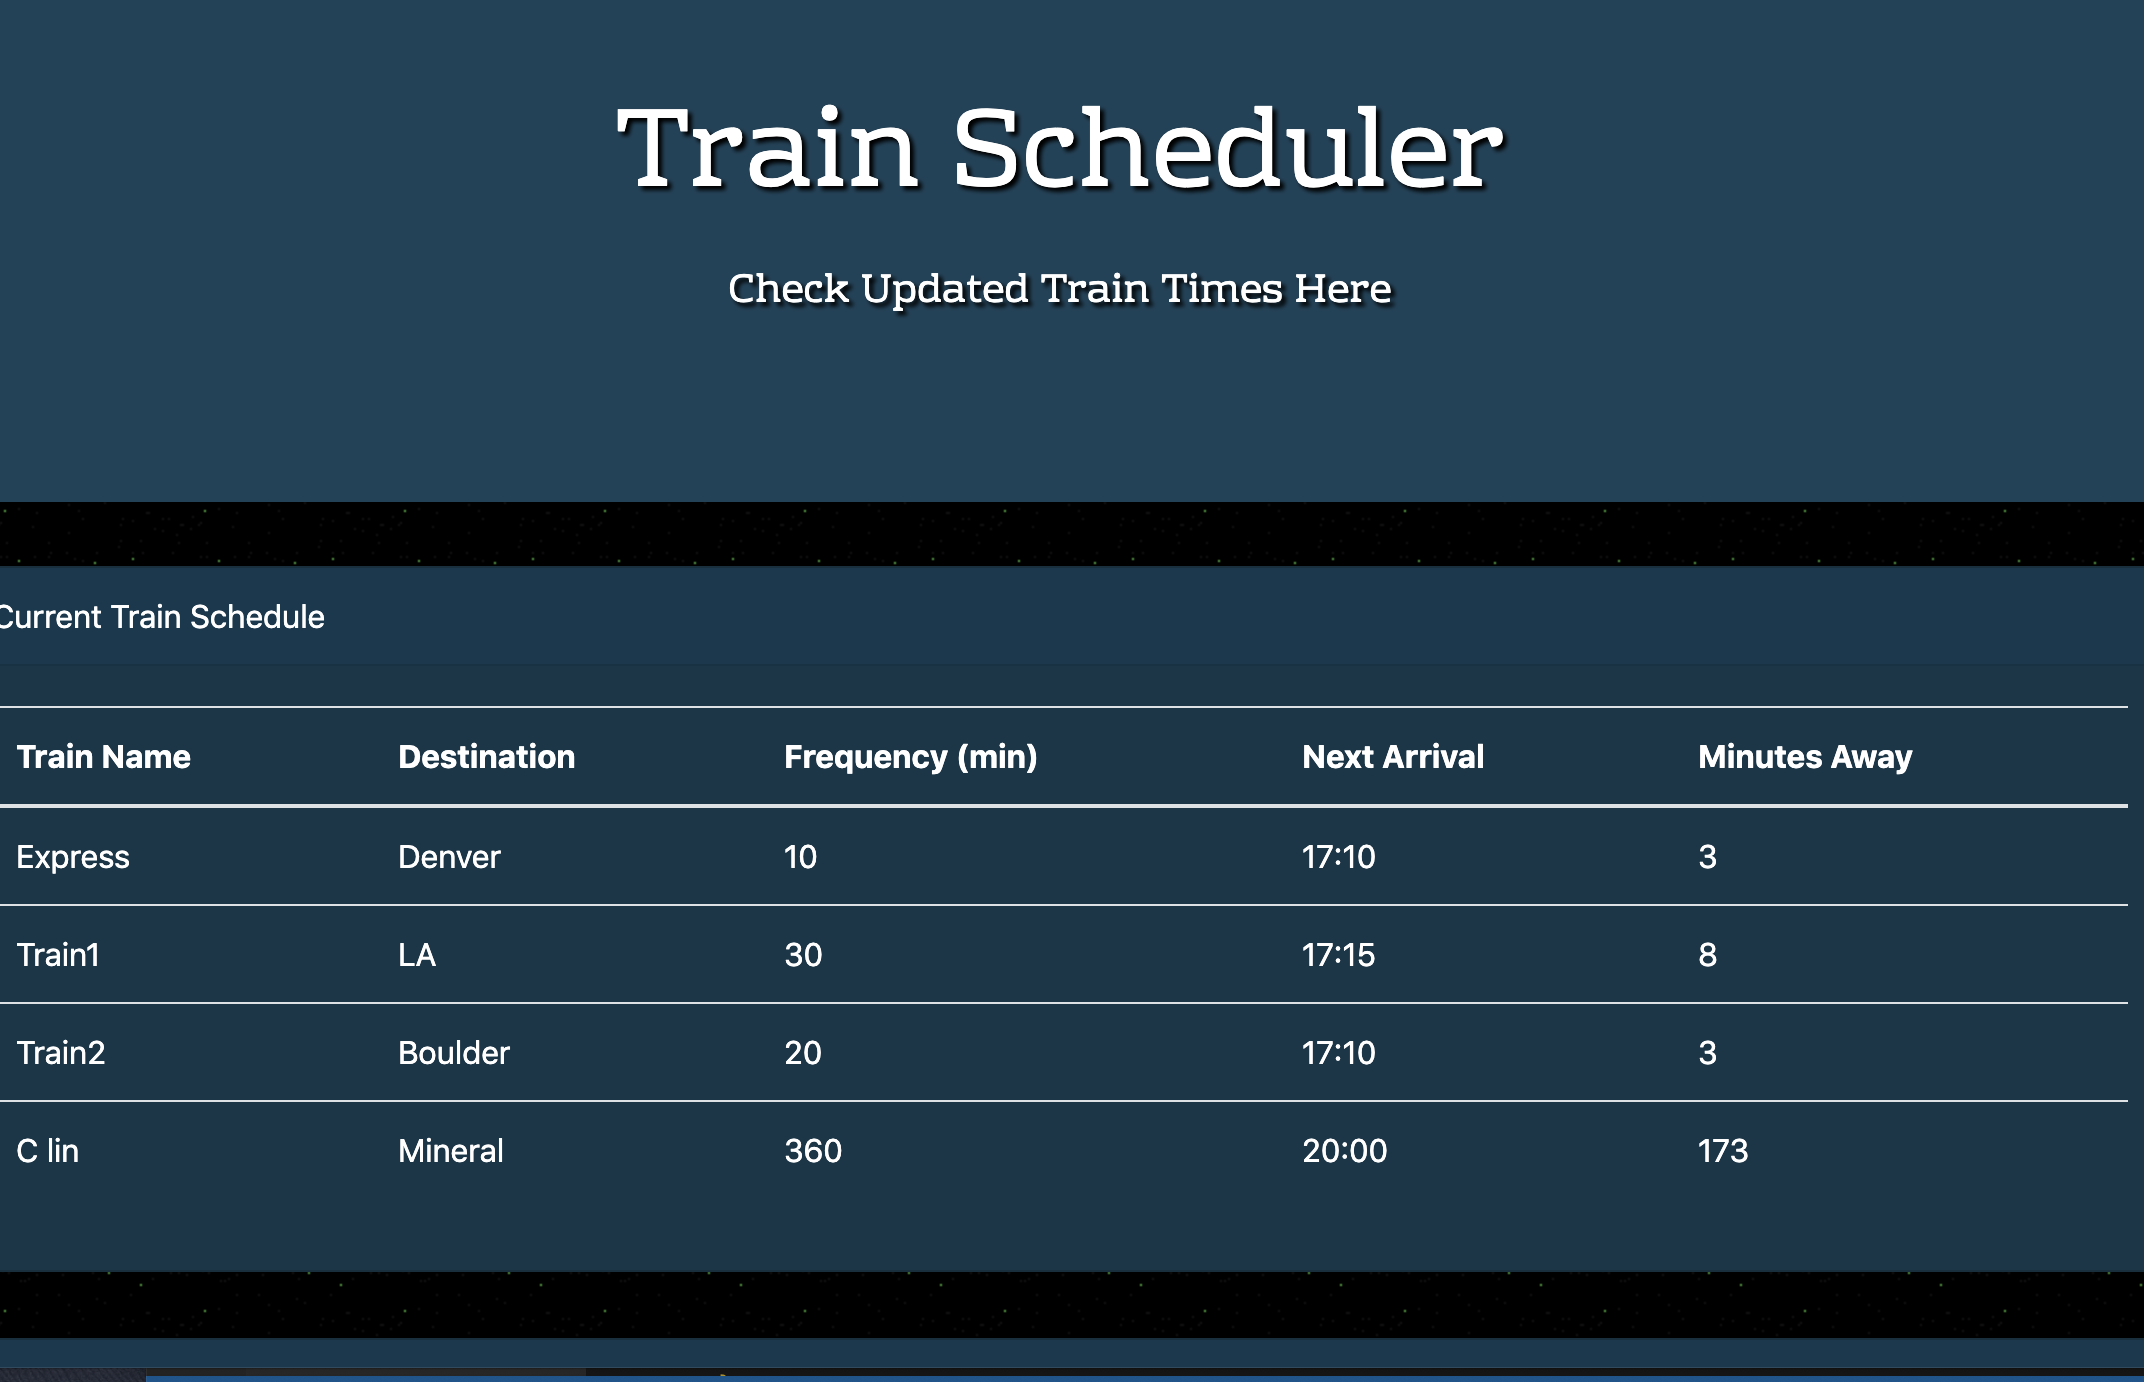 Train Scheduler
Check Updated Train Times Here
Current Train Schedule
Train Name Destination Frequency (min) Next Arrival Minutes Away
Express Denver 10 17:10 3
Train1 LA 30 17:15 8
Train2 Boulder 20 17:10 3
C lin Mineral 360 20:00 173